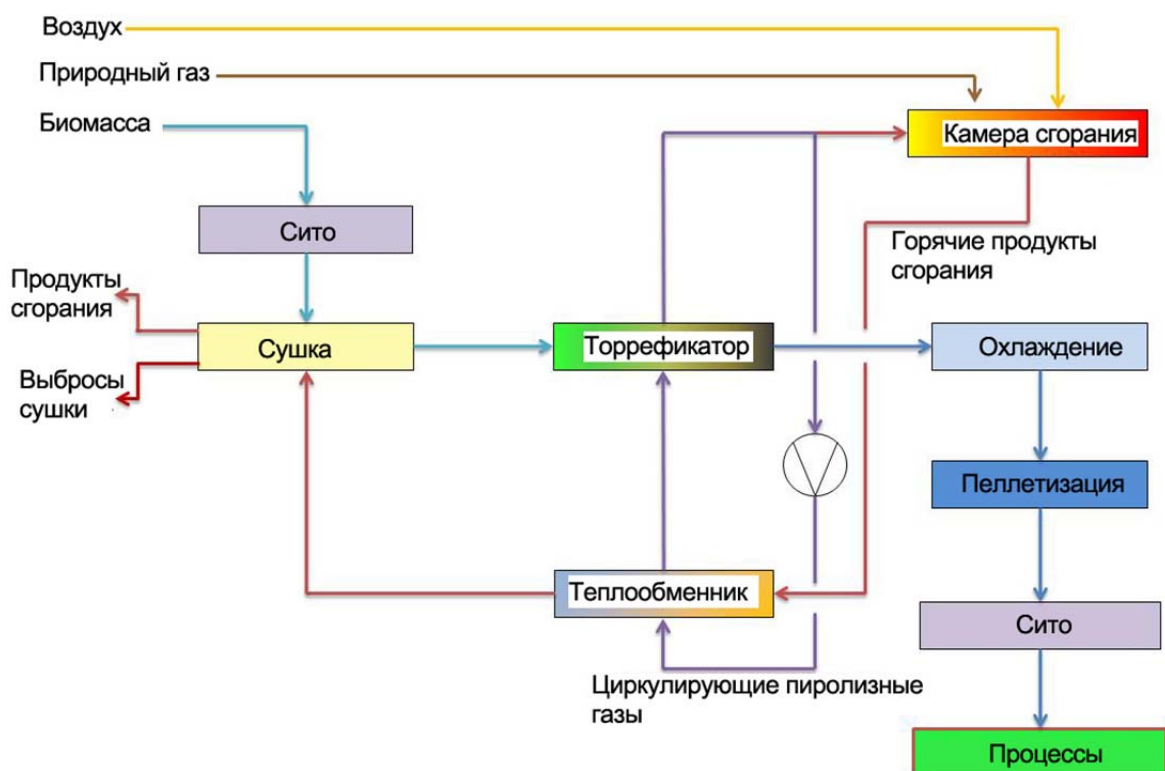 Воздух
Природный газ
Биомасса
Камера сгорания
Сито
Горячие продукты
сгорания
Продукты
сгорания
Сушка
Торрефикатор
Охлаждение
Выбросы
сушки
Пеллетизация
Теплообменник
Сито
Циркулирующие пиролизные
газы
Процессы